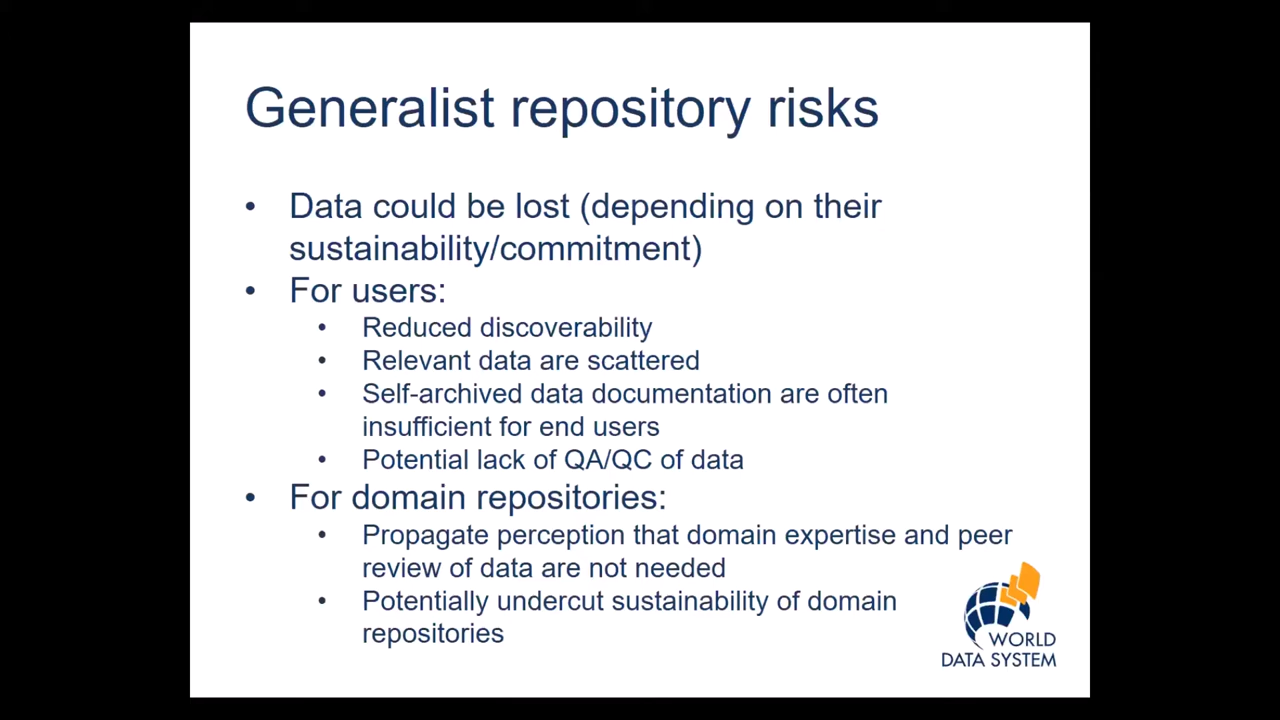 Generalist repository risks
• Data could be lost (depending on their
sustainability/commitment)
• For users:
• Reduced discoverability
• Relevant data are scattered
• Self-archived data documentation are often
insufficient for end users
• Potential lack of QA/QC of data
• For domain repositories:
• Propagate perception that domain expertise and peer
review of data are not needed
• Potentially undercut sustainability of domain
repositories
WORLD
DATA SYSTEM